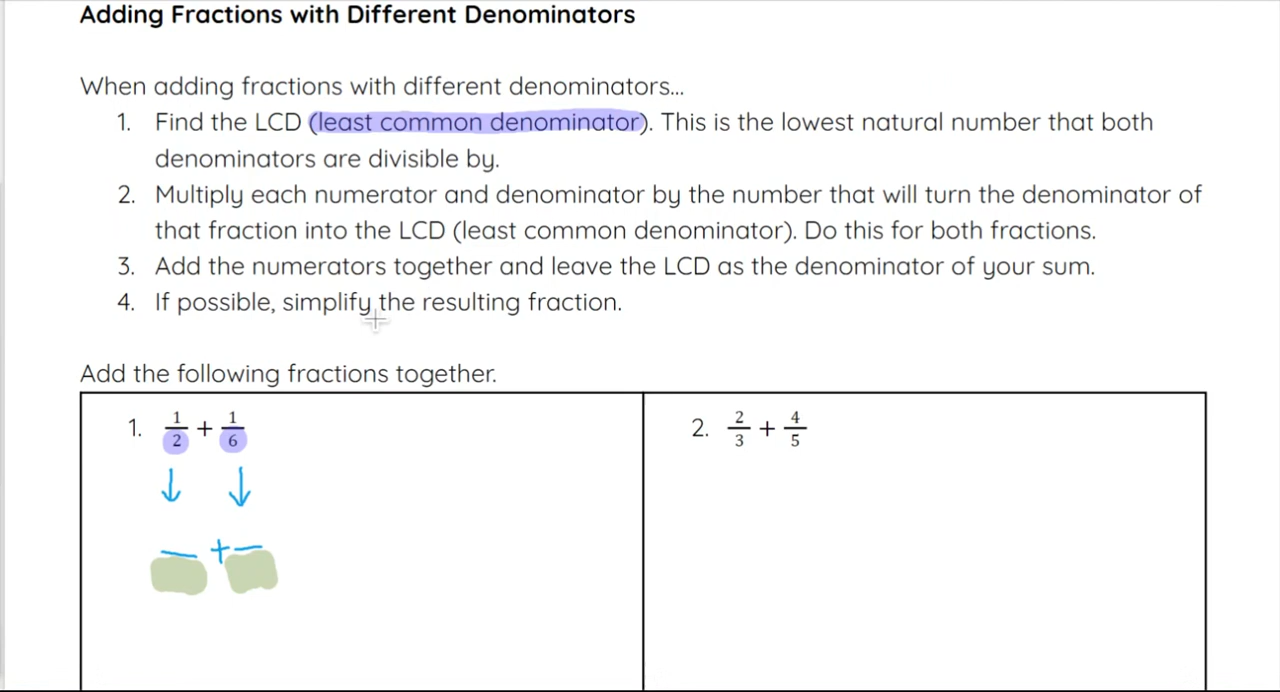 Adding Fractions with Different Denominators
When adding fractions with different denominators...
1. Find the LCD (least common denominator). This is the lowest natural number that both
denominators are divisible by.
2. Multiply each numerator and denominator by the number that will turn the denominator of
that fraction into the LCD (least common denominator). Do this for both fractions.
3. Add the numerators together and leave the LCD as the denominator of your sum.
4. If possible, simplify the resulting fraction.
Add the following fractions together.
1. 1/2 + 1/6
2. 2/3 + 4/5
+